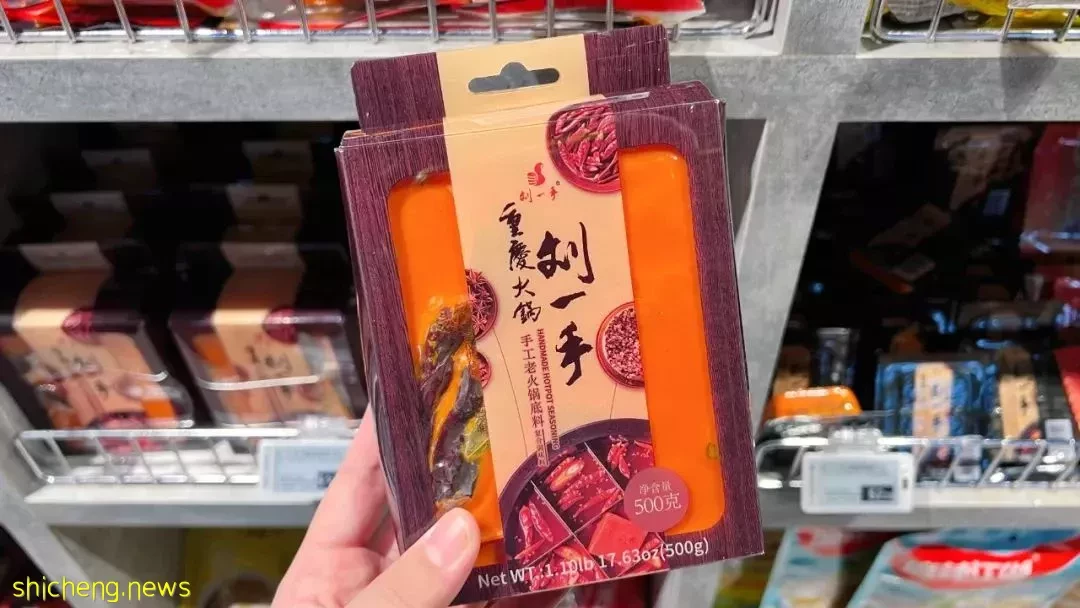 刘一手
重慶火鍋
刘一手
手工老火锅底料
HANDMADE HOTPOT SEASONING
净含量
500克
Net WT.:1.10lb 17.63oz(500g)
shicheng.news